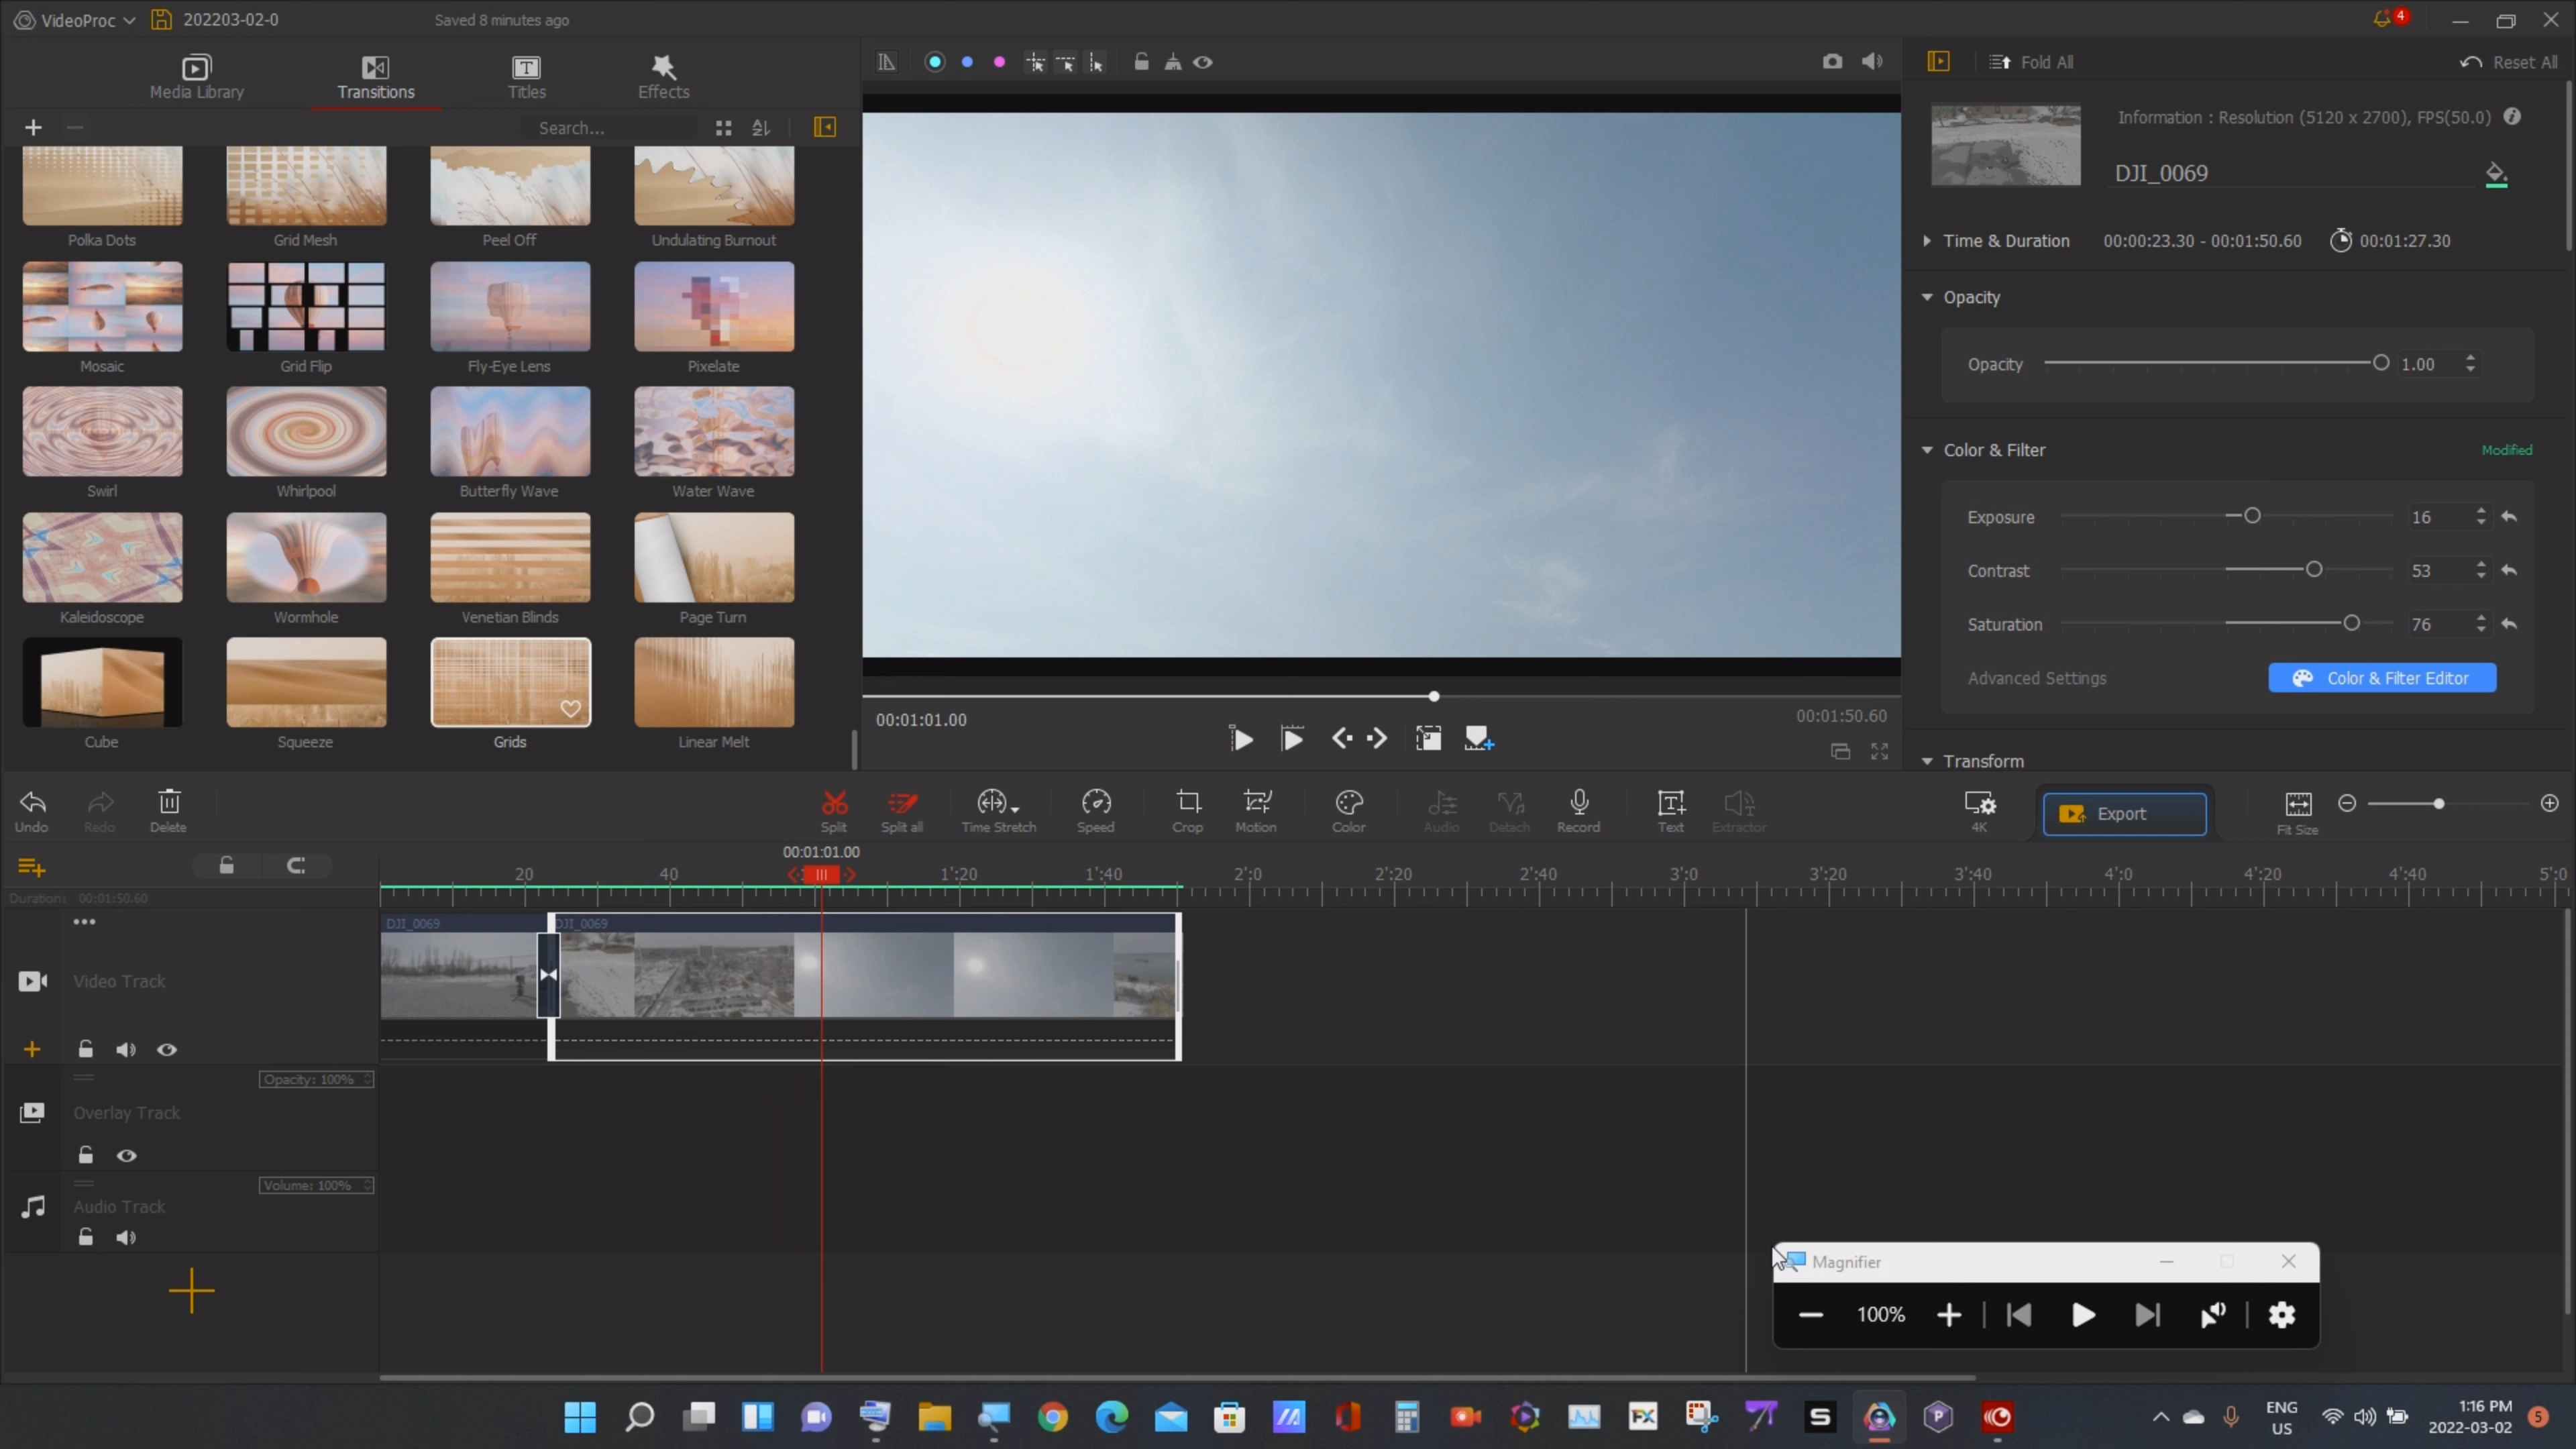 VideoProc
202203-02-0
Saved 8 minutes ago
4
Media Library
Transitions
Titles
Effects
Fold All
Reset All
Search...
Information : Resolution (5120 x 2700), FPS(50.0)
DJI_0069
Time & Duration 00:00:23.30 - 00:01:50.60 00:01:27.30
Polka Dots
Grid Mesh
Peel Off
Undulating Burnout
Opacity
Opacity 1.00
Mosaic
Grid Flip
Fly-Eye Lens
Pixelate
Color & Filter Modified
Swirl
Whirlpool
Butterfly Wave
Water Wave
Exposure 16
Contrast 53
Kaleidoscope
Wormhole
Venetian Blinds
Page Turn
Saturation 76
Advanced Settings
Color & Filter Editor
Cube
Squeeze
Grids
Linear Melt
00:01:01.00
00:01:50.60
Transform
Undo
Redo
Delete
Split
Split all
Time Stretch
Speed
Crop
Motion
Color
Audio
Detach
Record
Text
Extractor
4K
Export
Fit Size
00:01:01.00
20
40
1'20
1'40
2'0
2'20
2'40
3'0
3'20
3'40
4'0
4'20
4'40
5'0
Duration: 00:01:50.60
DJI_0069
DJI_0069
Video Track
Opacity: 100%
Overlay Track
Volume: 100%
Audio Track
Magnifier
100%
FX
S
P
ENG
US
1:16 PM
2022-03-02
5